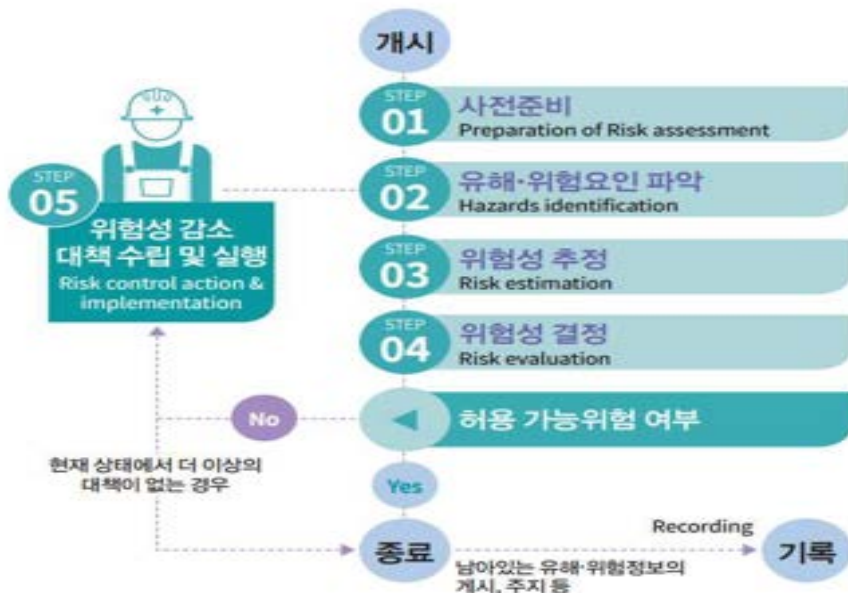 개시
STEP
01
사전준비
Preparation of Risk assessment
STEP
02
유해·위험요인 파악
Hazards identification
STEP
03
위험성 추정
Risk estimation
STEP
04
위험성 결정
Risk evaluation
STEP
05
위험성 감소
대책 수립 및 실행
Risk control action &
implementation
허용 가능위험 여부
No
현재 상태에서 더 이상의
대책이 없는 경우
Yes
종료
Recording
남아있는 유해·위험정보의
게시, 주지 등
기록